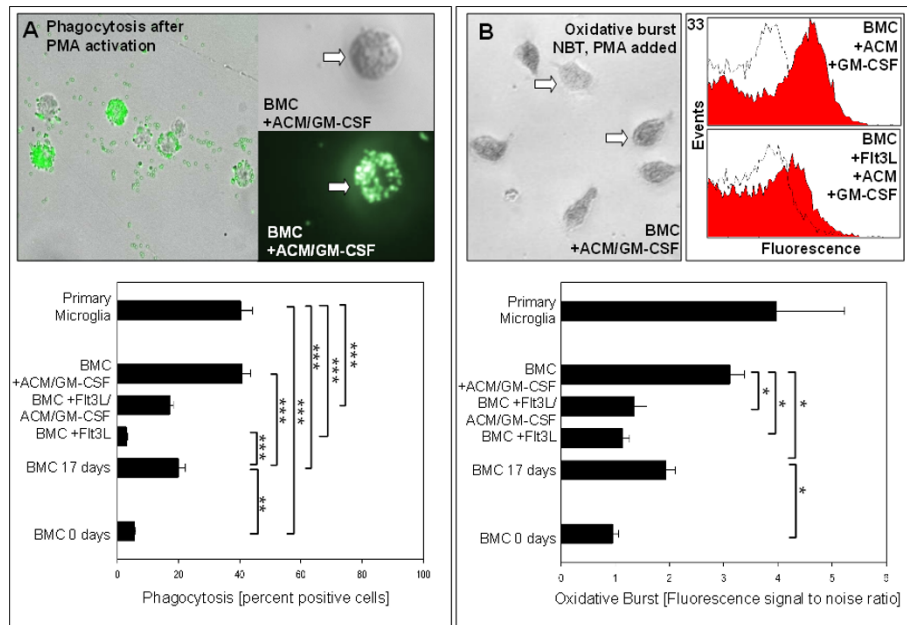 A
Phagocytosis after
PMA activation
BMC
+ACM/GM-CSF
BMC
+ACM/GM-CSF
Primary
Microglia
BMC
+ACM/GM-CSF
BMC +Flt3L/
ACM/GM-CSF
BMC +Flt3L
BMC 17 days
BMC 0 days
***
***
***
***
***
***
**
0 20 40 60 80 100
Phagocytosis [percent positive cells]
B
Oxidative burst
NBT, PMA added
BMC
+ACM/GM-CSF
33
Events
BMC
+ACM
+GM-CSF
BMC
+Flt3L
+ACM
+GM-CSF
Fluorescence
Primary
Microglia
BMC
+ACM/GM-CSF
BMC +Flt3L/
ACM/GM-CSF
BMC +Flt3L
BMC 17 days
BMC 0 days
*
*
*
*
0 1 2 3 4 5 6
Oxidative Burst [Fluorescence signal to noise ratio]